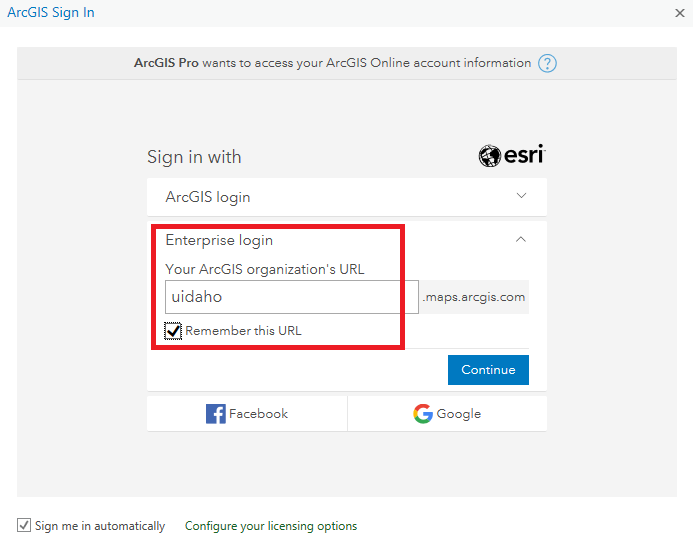 ArcGIS Sign In
ArcGIS Pro wants to access your ArcGIS Online account information ?
Sign in with
esri
ArcGIS login
Enterprise login
Your ArcGIS organization's URL
uidaho .maps.arcgis.com
Remember this URL
Continue
Facebook Google
Sign me in automatically Configure your licensing options